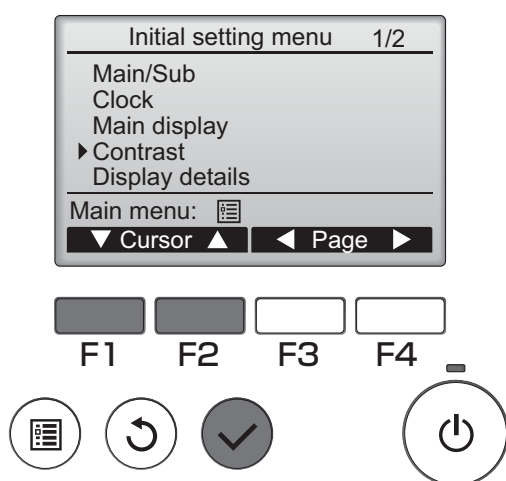 Initial setting menu 1/2
Main/Sub
Clock
Main display
Contrast
Display details
Main menu:
Cursor Page
F1 F2 F3 F4